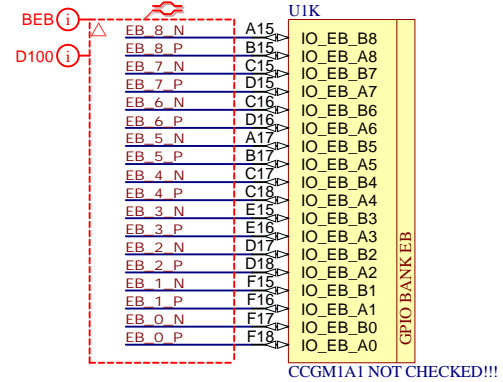 U1K
BEB i
D100 i
EB_8_N A15 IO_EB_B8
EB_8_P B15 IO_EB_A8
EB_7_N C15 IO_EB_B7
EB_7_P D15 IO_EB_A7
EB_6_N C16 IO_EB_B6
EB_6_P D16 IO_EB_A6
EB_5_N A17 IO_EB_B5
EB_5_P B17 IO_EB_A5
EB_4_N C17 IO_EB_B4
EB_4_P C18 IO_EB_A4
EB_3_N E15 IO_EB_B3
EB_3_P E16 IO_EB_A3
EB_2_N D17 IO_EB_B2
EB_2_P D18 IO_EB_A2
EB_1_N F15 IO_EB_B1
EB_1_P F16 IO_EB_A1
EB_0_N F17 IO_EB_B0
EB_0_P F18 IO_EB_A0
GPIO BANK EB
CCGM1A1 NOT CHECKED!!!